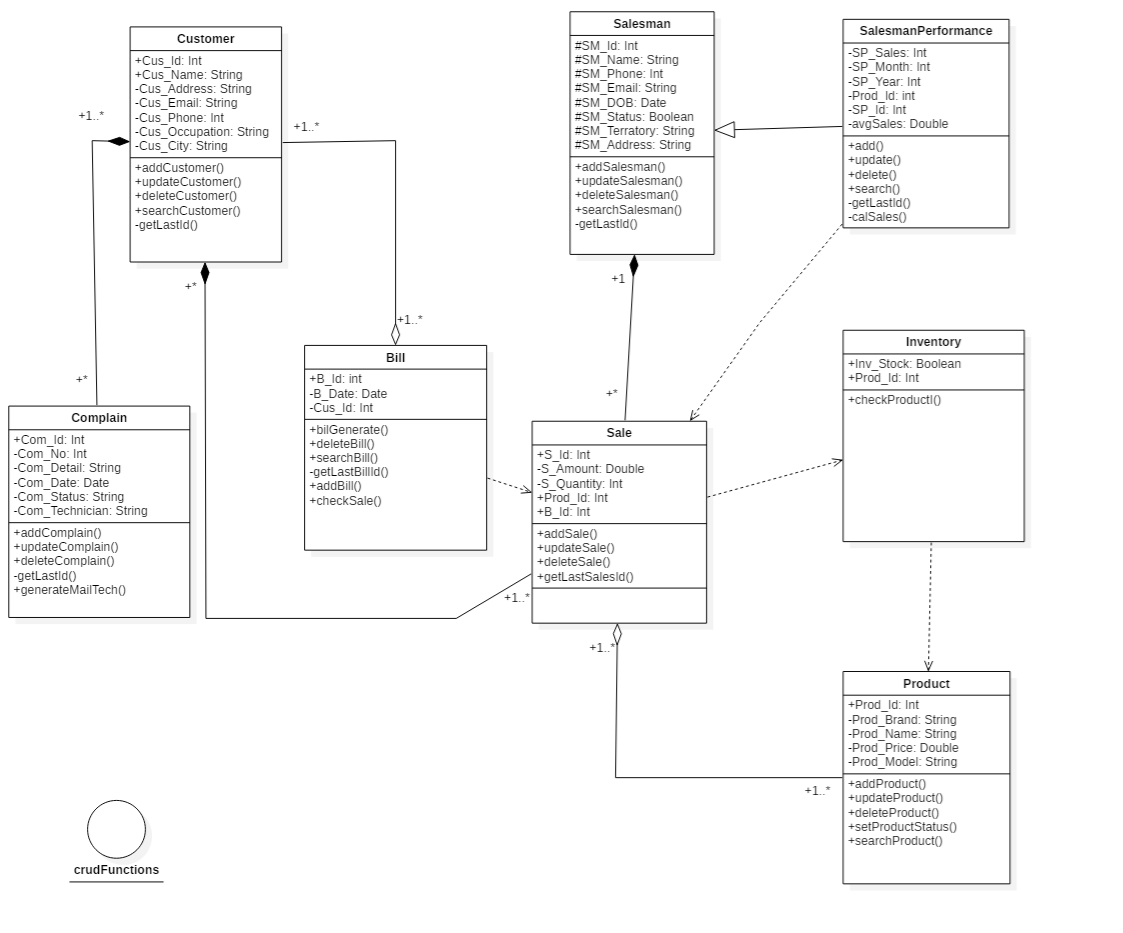 Customer
+Cus_Id: Int
+Cus_Name: String
-Cus_Address: String
-Cus_Email: String
-Cus_Phone: Int
-Cus_Occupation: String
-Cus_City: String
+addCustomer()
+updateCustomer()
+deleteCustomer()
+searchCustomer()
-getLastId()
+1..*
+1..*
+*
Salesman
#SM_Id: Int
#SM_Name: String
#SM_Phone: Int
#SM_Email: String
#SM_DOB: Date
#SM_Status: Boolean
#SM_Terratory: String
#SM_Address: String
+addSalesman()
+updateSalesman()
+deleteSalesman()
+searchSalesman()
-getLastId()
+1
+*
SalesmanPerformance
-SP_Sales: Int
-SP_Month: Int
-SP_Year: Int
-Prod_Id: int
-SP_Id: Int
-avgSales: Double
+add()
+update()
+delete()
+search()
-getLastId()
-calSales()
+1..*
Bill
+B_Id: int
-B_Date: Date
-Cus_Id: Int
+bilGenerate()
+deleteBill()
+searchBill()
-getLastBillId()
+addBill()
+checkSale()
Inventory
+Inv_Stock: Boolean
+Prod_Id: Int
+checkProductI()
+*
Complain
+Com_Id: Int
-Com_No: Int
-Com_Detail: String
-Com_Date: Date
-Com_Status: String
-Com_Technician: String
+addComplain()
+updateComplain()
+deleteComplain()
-getLastId()
+generateMailTech()
Sale
+S_Id: Int
-S_Amount: Double
-S_Quantity: Int
+Prod_Id: Int
+B_Id: Int
+addSale()
+updateSale()
+deleteSale()
+getLastSalesId()
+1..*
+1..*
+1..*
Product
+Prod_Id: Int
-Prod_Brand: String
-Prod_Name: String
-Prod_Price: Double
-Prod_Model: String
+addProduct()
+updateProduct()
+deleteProduct()
+setProductStatus()
+searchProduct()
crudFunctions